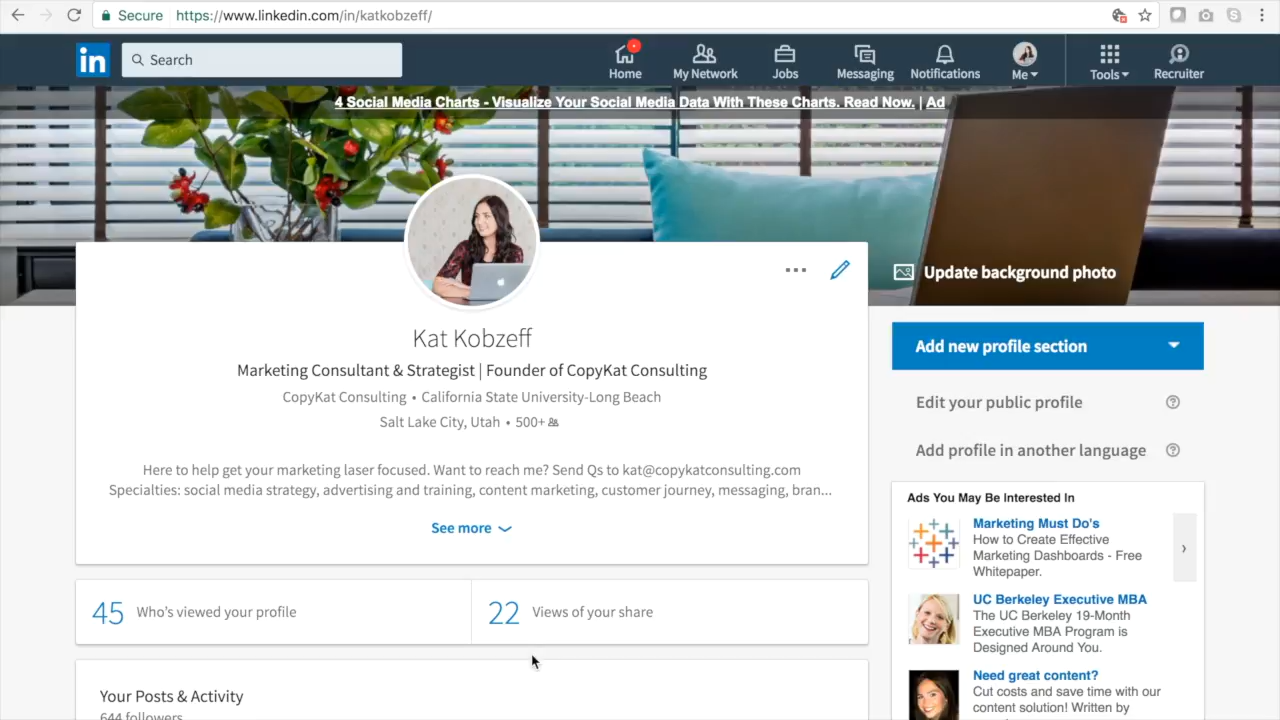 Secure https://www.linkedin.com/in/katkobzeff/
in Search
Home
My Network
Jobs
Messaging
Notifications
Me
Tools
Recruiter
4 Social Media Charts - Visualize Your Social Media Data With These Charts. Read Now. | Ad
Update background photo
Kat Kobzeff
Marketing Consultant & Strategist | Founder of CopyKat Consulting
CopyKat Consulting • California State University-Long Beach
Salt Lake City, Utah • 500+
Here to help get your marketing laser focused. Want to reach me? Send Qs to kat@copykatconsulting.com
Specialties: social media strategy, advertising and training, content marketing, customer journey, messaging, bran...
See more
45 Who's viewed your profile
22 Views of your share
Your Posts & Activity
644 followers
Add new profile section
Edit your public profile
Add profile in another language
Ads You May Be Interested In
Marketing Must Do's
How to Create Effective
Marketing Dashboards - Free
Whitepaper.
UC Berkeley Executive MBA
The UC Berkeley 19-Month
Executive MBA Program is
Designed Around You.
Need great content?
Cut costs and save time with our
content solution! Written by